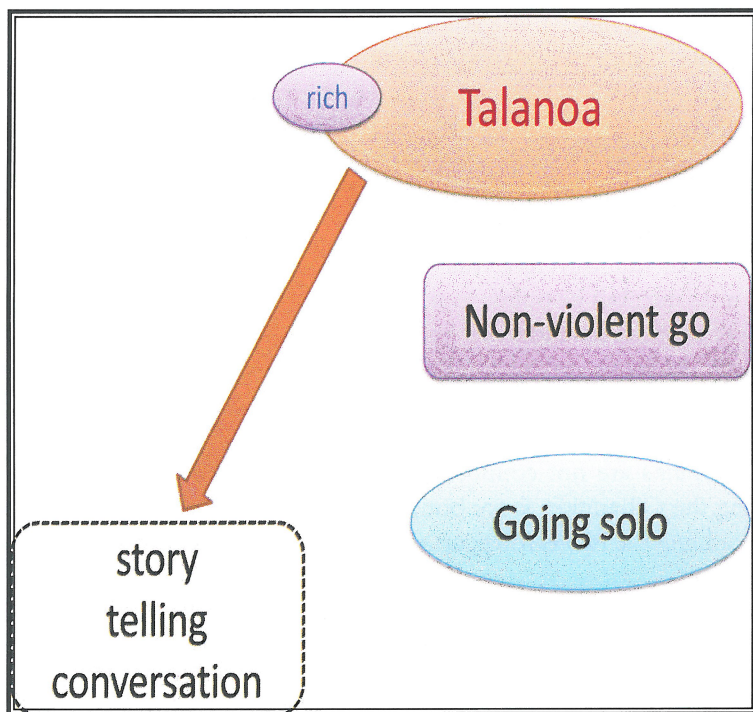 rich
Talanoa
Non-violent go
Going solo
story
telling
conversation